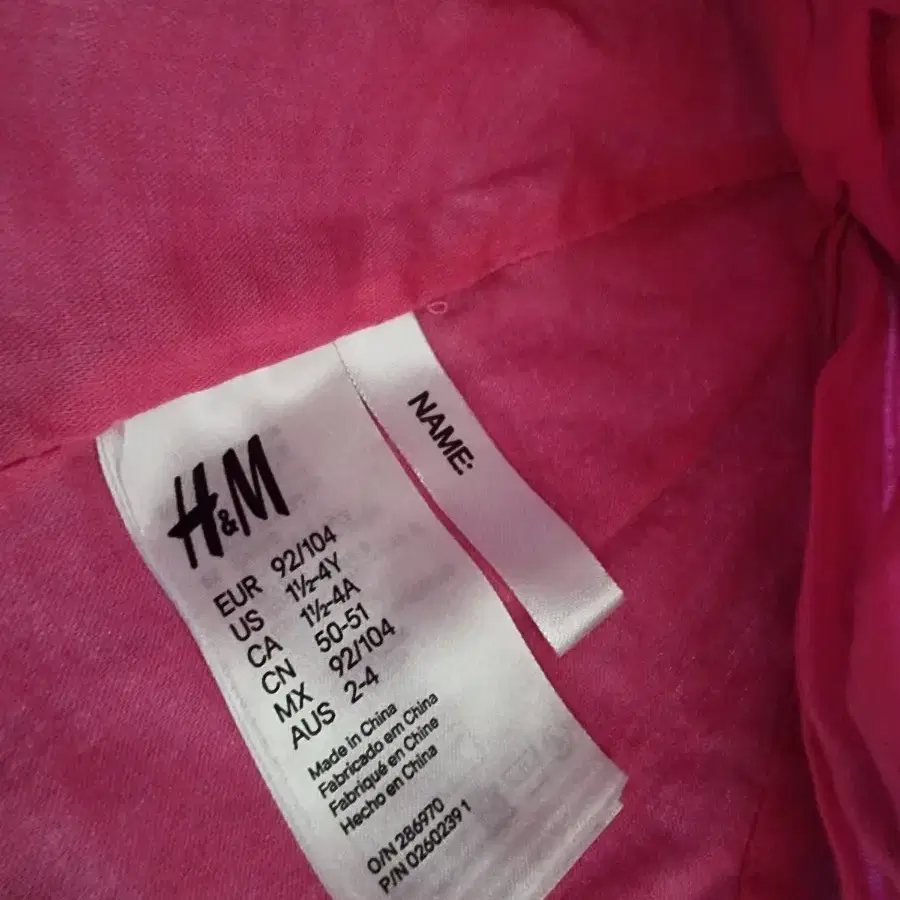 H&M
EUR 92/104
US 1½-4Y
CA 1½-4A
CN 50-51
MX 92/104
AUS 2-4
Made in China
Fabricado em China
Fabriqué en Chine
Hecho en China
O/N 286970
P/N 02602391
NAME: